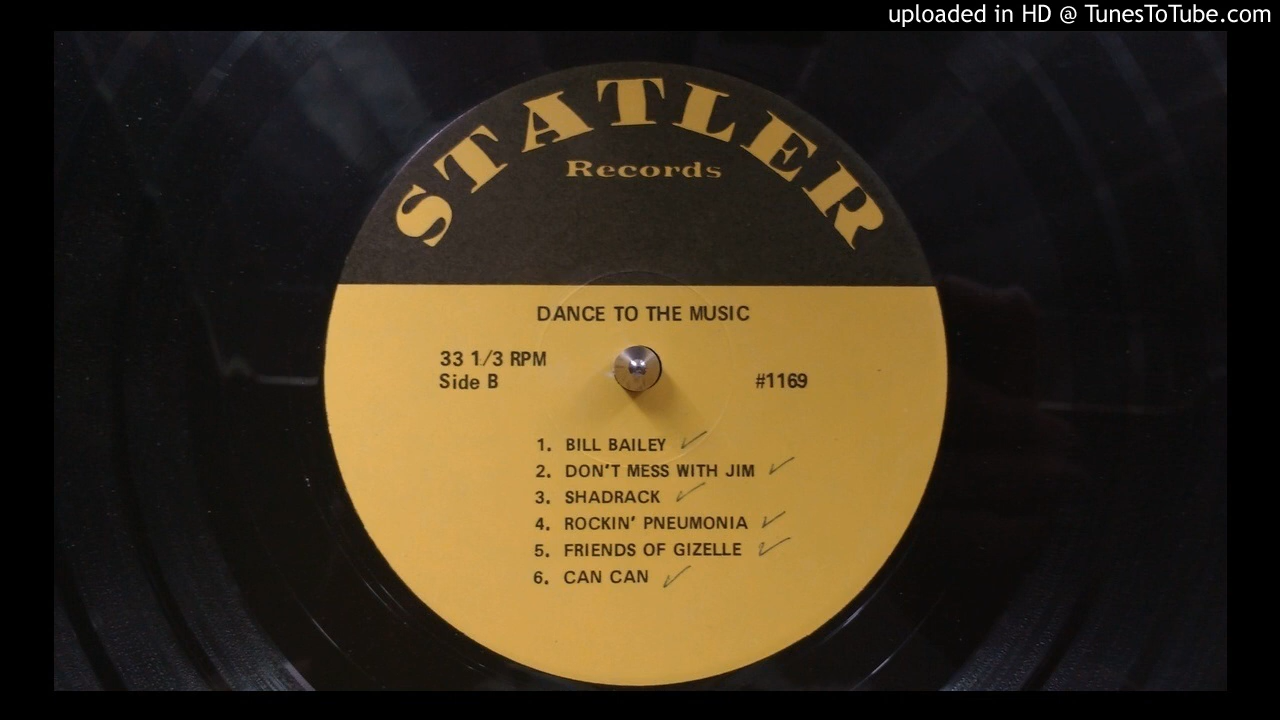 uploaded in HD @ TunesToTube.com
STATLER
Records
DANCE TO THE MUSIC
33 1/3 RPM
Side B
#1169
1. BILL BAILEY ✓
2. DON'T MESS WITH JIM ✓
3. SHADRACK ✓
4. ROCKIN' PNEUMONIA ✓
5. FRIENDS OF GIZELLE ✓
6. CAN CAN ✓